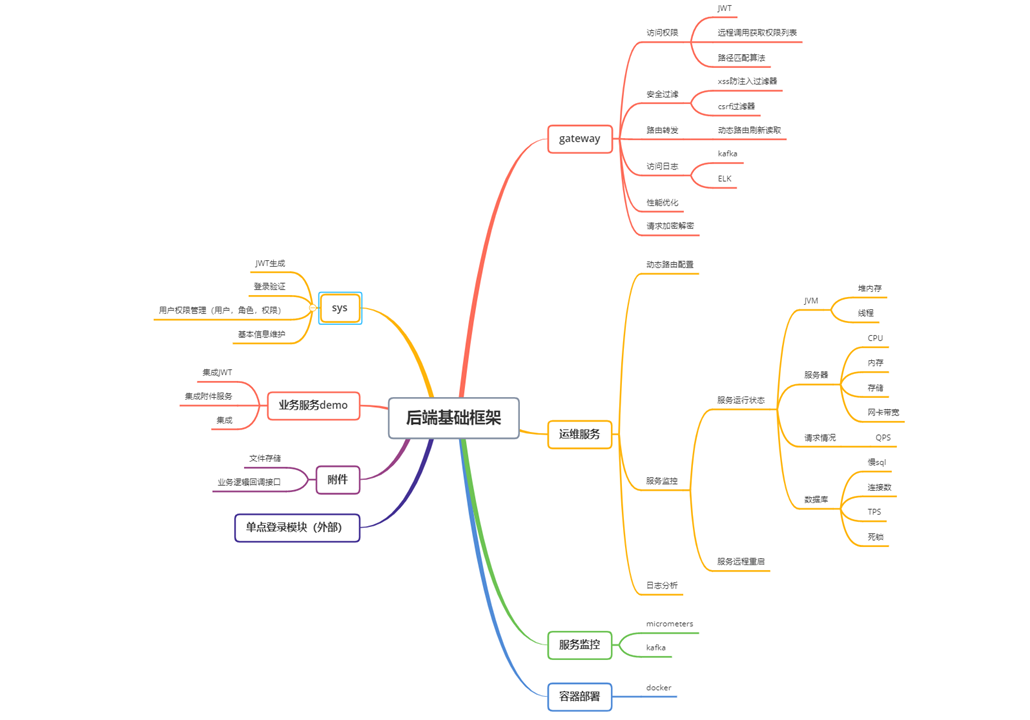 后端基础框架
gateway
访问权限
JWT
远程调用获取权限列表
路径匹配算法
安全过滤
xss防注入过滤器
csrf过滤器
路由转发
动态路由刷新读取
访问日志
kafka
ELK
性能优化
请求加密解密
运维服务
动态路由配置
服务监控
服务运行状态
JVM
堆内存
线程
服务器
CPU
内存
存储
网卡带宽
请求情况
QPS
数据库
慢sql
连接数
TPS
死锁
服务远程重启
日志分析
服务监控
micrometers
kafka
容器部署
docker
sys
JWT生成
登录验证
用户权限管理（用户，角色，权限）
基本信息维护
业务服务demo
集成JWT
集成附件服务
集成
附件
文件存储
业务逻辑回调接口
单点登录模块（外部）